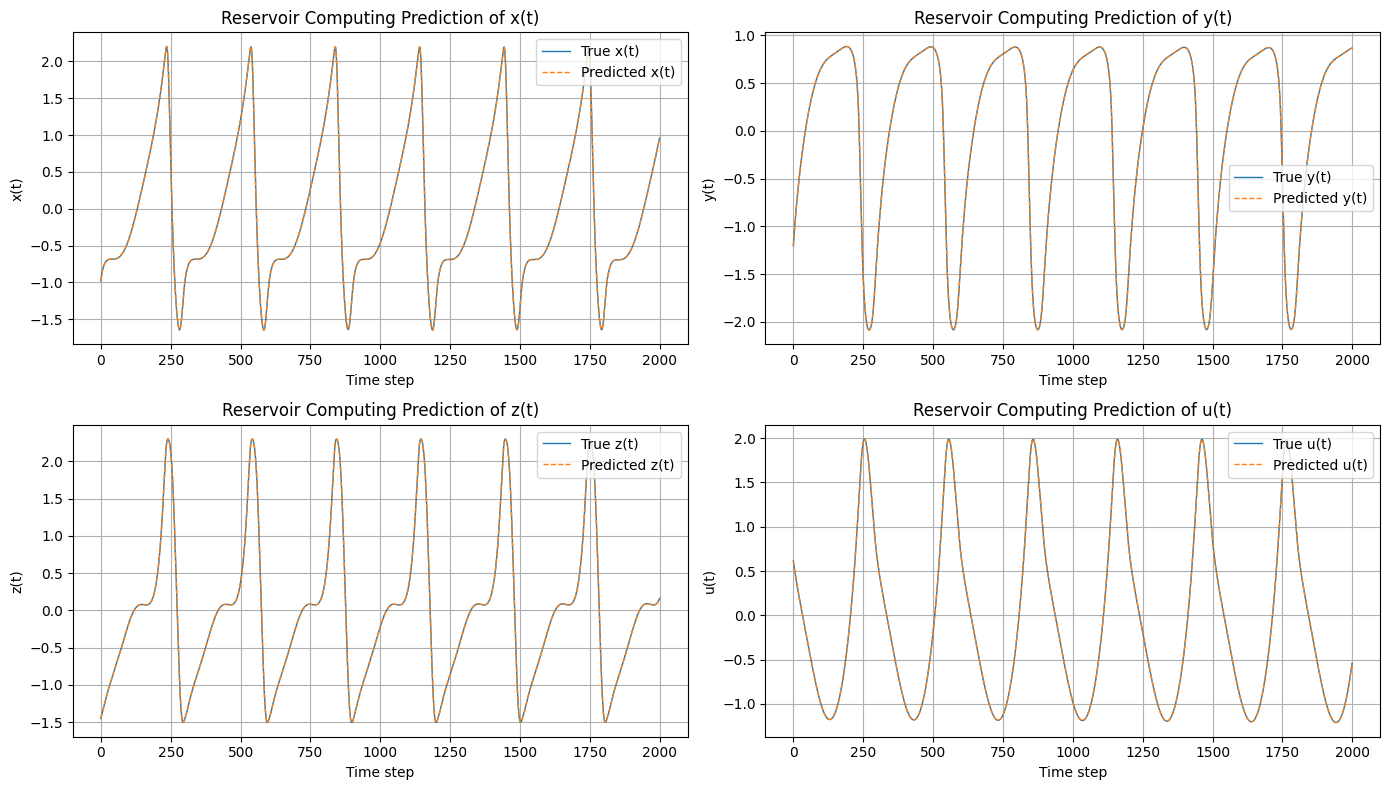 Reservoir Computing Prediction of x(t)
True x(t)
Predicted x(t)
2.0
1.5
1.0
0.5
0.0
−0.5
−1.0
−1.5
x(t)
0 250 500 750 1000 1250 1500 1750 2000
Time step
Reservoir Computing Prediction of y(t)
1.0
0.5
0.0
−0.5
−1.0
−1.5
−2.0
y(t)
True y(t)
Predicted y(t)
0 250 500 750 1000 1250 1500 1750 2000
Time step
Reservoir Computing Prediction of z(t)
True z(t)
Predicted z(t)
2.0
1.5
1.0
0.5
0.0
−0.5
−1.0
−1.5
z(t)
0 250 500 750 1000 1250 1500 1750 2000
Time step
Reservoir Computing Prediction of u(t)
True u(t)
Predicted u(t)
2.0
1.5
1.0
0.5
0.0
−0.5
−1.0
u(t)
0 250 500 750 1000 1250 1500 1750 2000
Time step